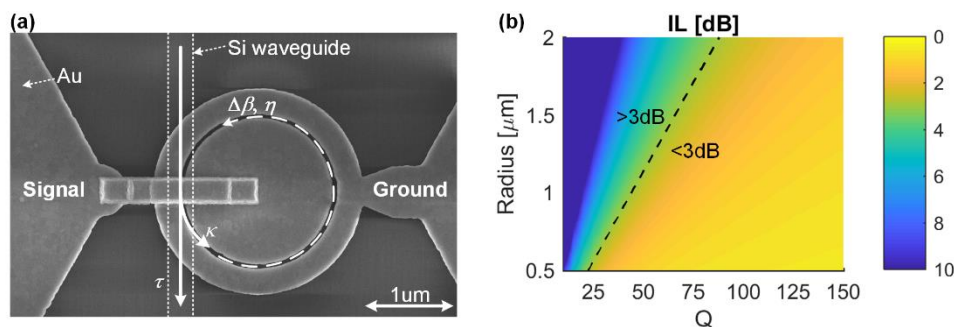 (a)
Si waveguide
Au
Δβ, η
Signal
Ground
κ
τ
1um
(b)
IL [dB]
Radius [μm]
2
1.5
1
0.5
>3dB
<3dB
25 50 75 100 125 150
Q
0
2
4
6
8
10